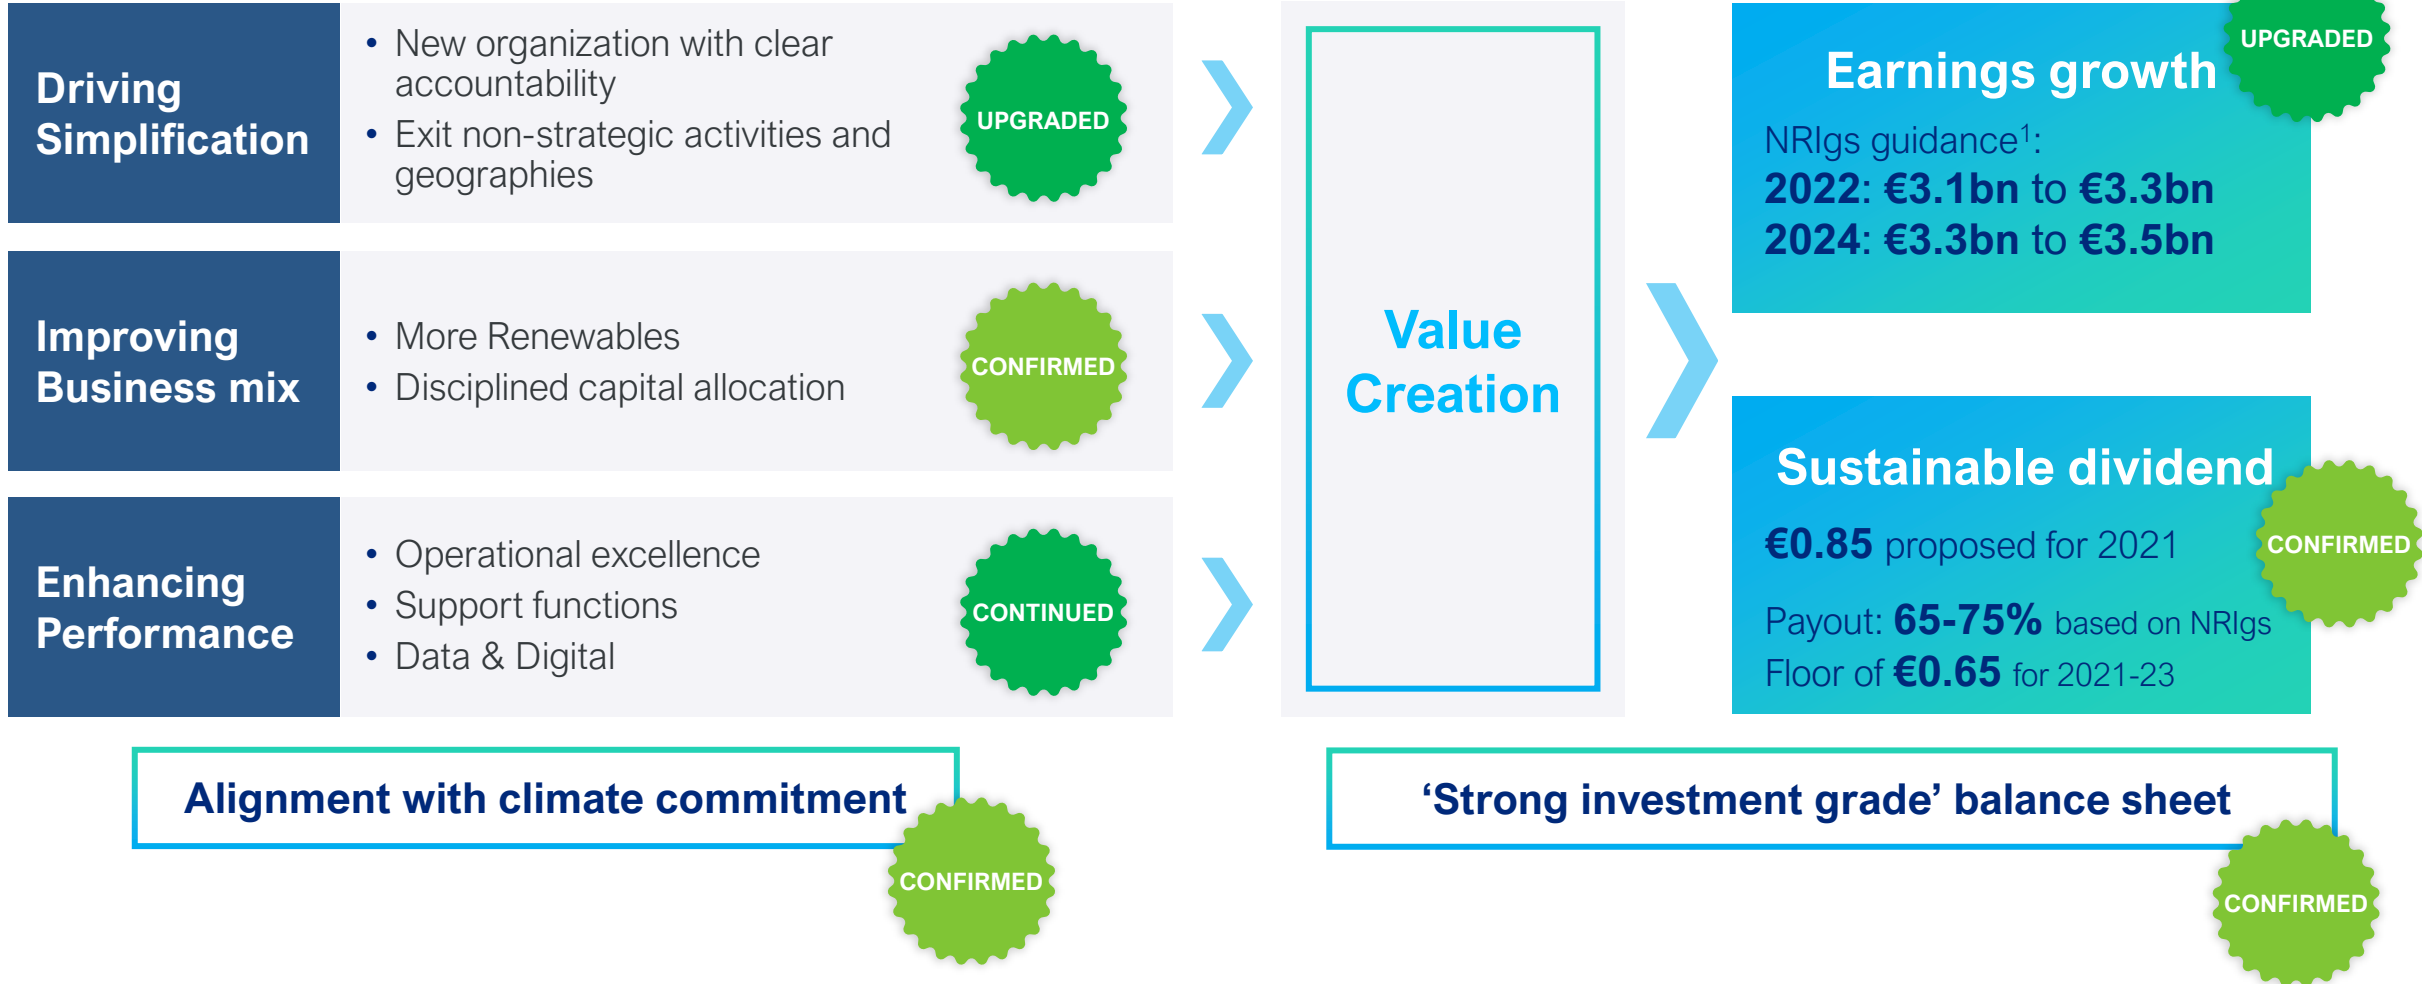 Driving
Simplification
• New organization with clear
accountability
• Exit non-strategic activities and
geographies
UPGRADED
Improving
Business mix
• More Renewables
• Disciplined capital allocation
CONFIRMED
Enhancing
Performance
• Operational excellence
• Support functions
• Data & Digital
CONTINUED
Value
Creation
Earnings growth
UPGRADED
NRIgs guidance¹:
2022: €3.1bn to €3.3bn
2024: €3.3bn to €3.5bn
Sustainable dividend
€0.85 proposed for 2021
Payout: 65-75% based on NRIgs
Floor of €0.65 for 2021-23
CONFIRMED
Alignment with climate commitment
CONFIRMED
‘Strong investment grade’ balance sheet
CONFIRMED